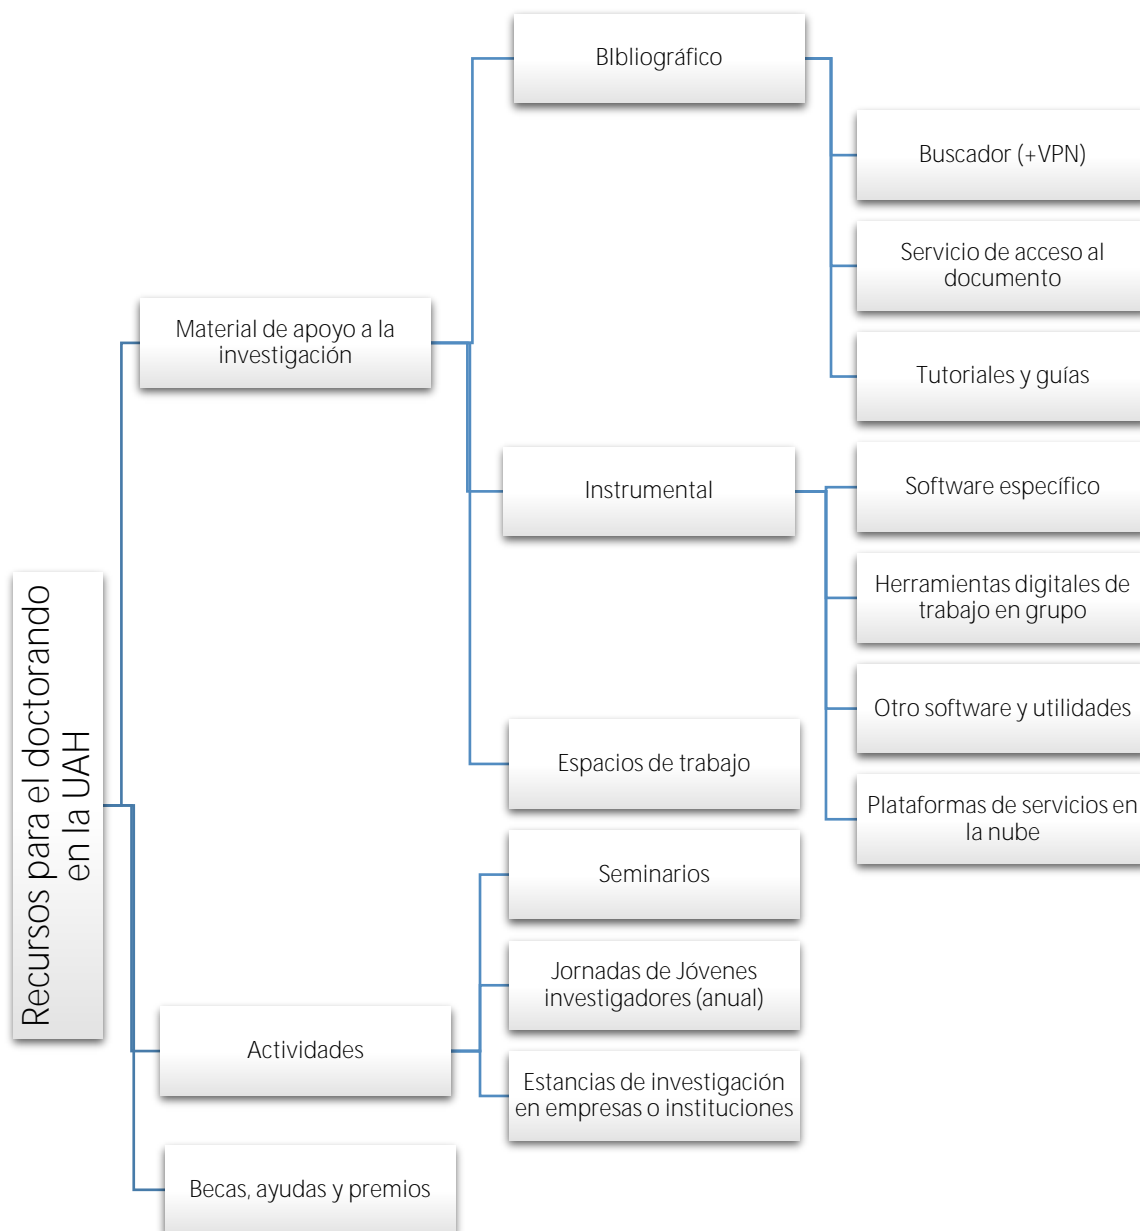 Recursos para el doctorando
en la UAH
Material de apoyo a la
investigación
BIbliográfico
Buscador (+VPN)
Servicio de acceso al
documento
Tutoriales y guías
Instrumental
Software específico
Herramientas digitales de
trabajo en grupo
Otro software y utilidades
Plataformas de servicios en
la nube
Espacios de trabajo
Actividades
Seminarios
Jornadas de Jóvenes
investigadores (anual)
Estancias de investigación
en empresas o instituciones
Becas, ayudas y premios